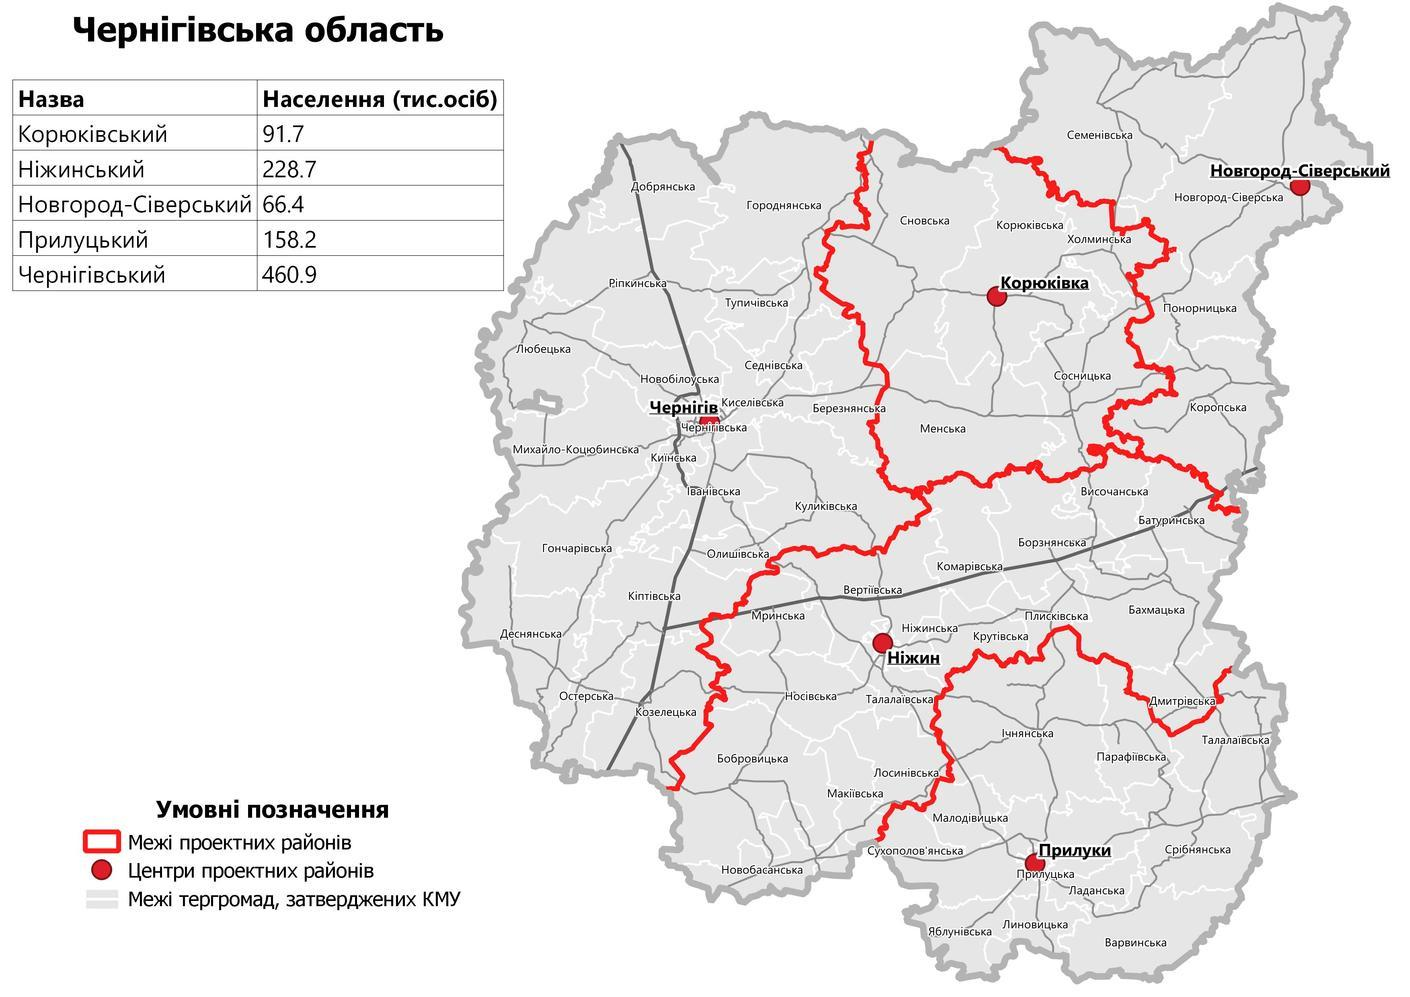 Чернігівська область
Назва Населення (тис.осіб)
Корюківський 91.7
Ніжинський 228.7
Новгород-Сіверський 66.4
Прилуцький 158.2
Чернігівський 460.9
Семенівська
Новгород-Сіверський
Новгород-Сіверська
Добрянська
Городнянська
Сновська
Корюківська
Холминська
Корюківка
Ріпкинська
Тупичівська
Понорницька
Любецька
Седнівська
Новобілоуська
Сосницька
Киселівська
Чернігів
Березнянська
Коропська
Чернігівська
Менська
Михайло-Коцюбинська
Киїнська
Іванівська
Височанська
Куликівська
Батуринська
Гончарівська
Олишівська
Борзнянська
Комарівська
Вертіївська
Кіптівська
Мринська
Бахмацька
Плисківська
Ніжинська
Деснянська
Крутівська
Ніжин
Остерська
Носівська
Талалаївська
Дмитрівська
Козелецька
Ічнянська
Талалаївська
Бобровицька
Парафіївська
Лосинівська
Макіївська
Малодівицька
Сухополов'янська
Прилуки
Срібнянська
Новобасанська
Прилуцька
Ладанська
Линовицька
Яблунівська
Варвинська
Умовні позначення
Межі проектних районів
Центри проектних районів
Межі тергромад, затверджених КМУ